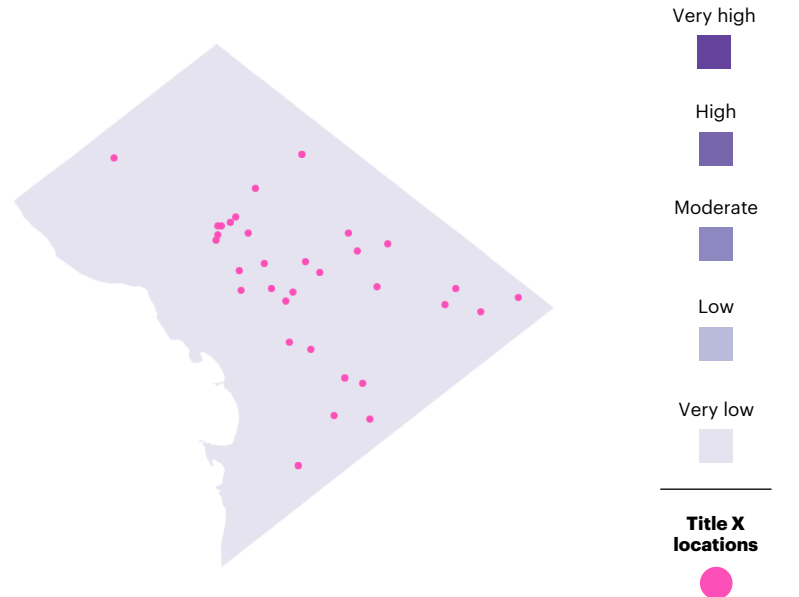 Very high
High
Moderate
Low
Very low
Title X
locations